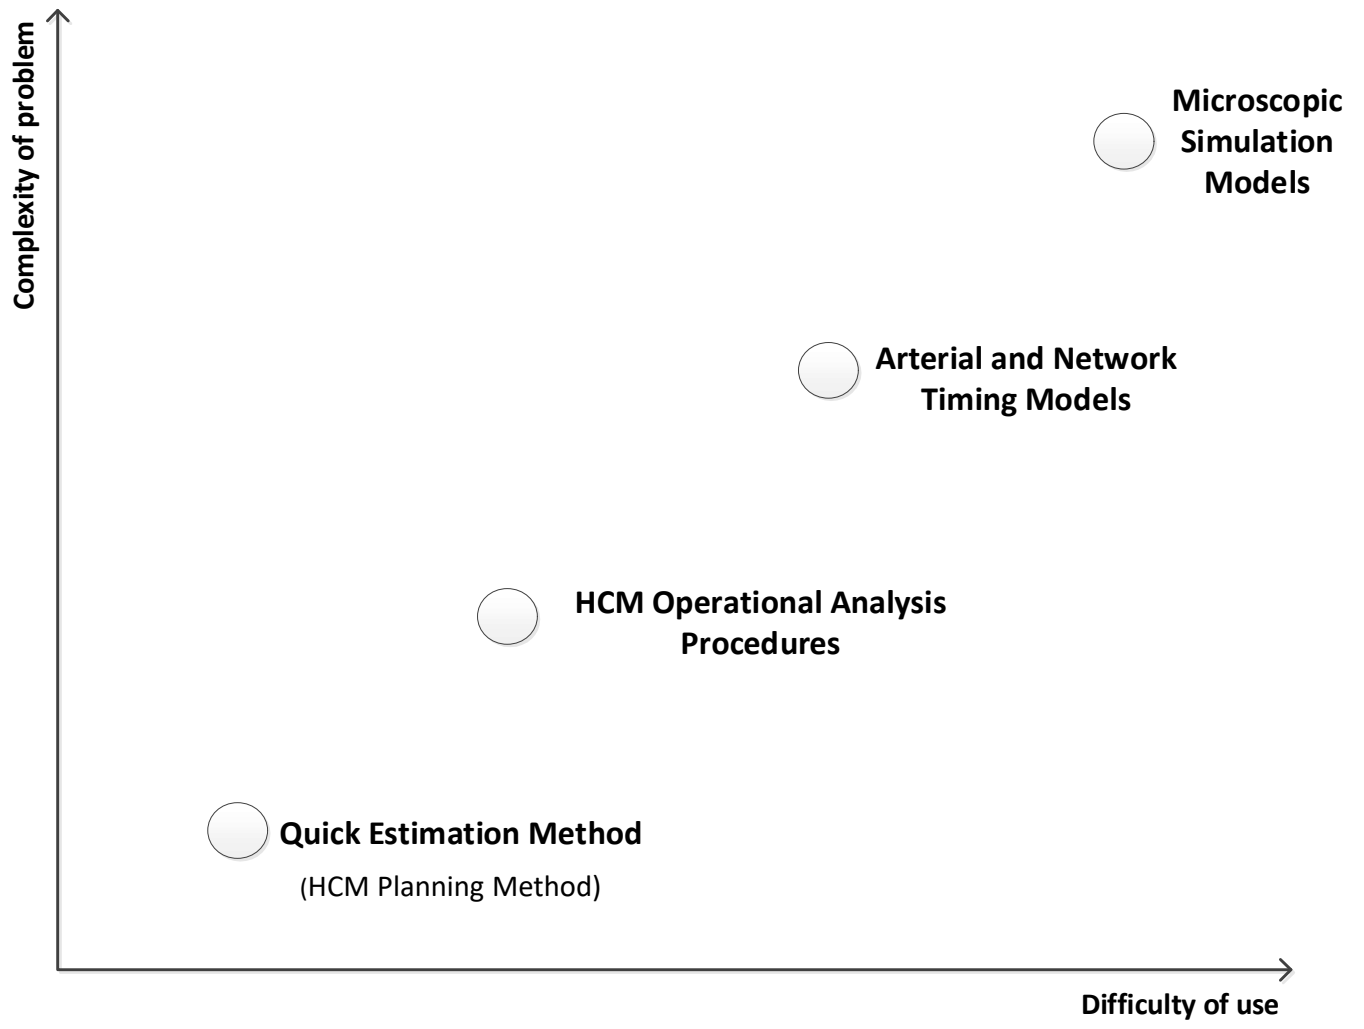 Complexity of problem
Microscopic
Simulation
Models
Arterial and Network
Timing Models
HCM Operational Analysis
Procedures
Quick Estimation Method
(HCM Planning Method)
Difficulty of use